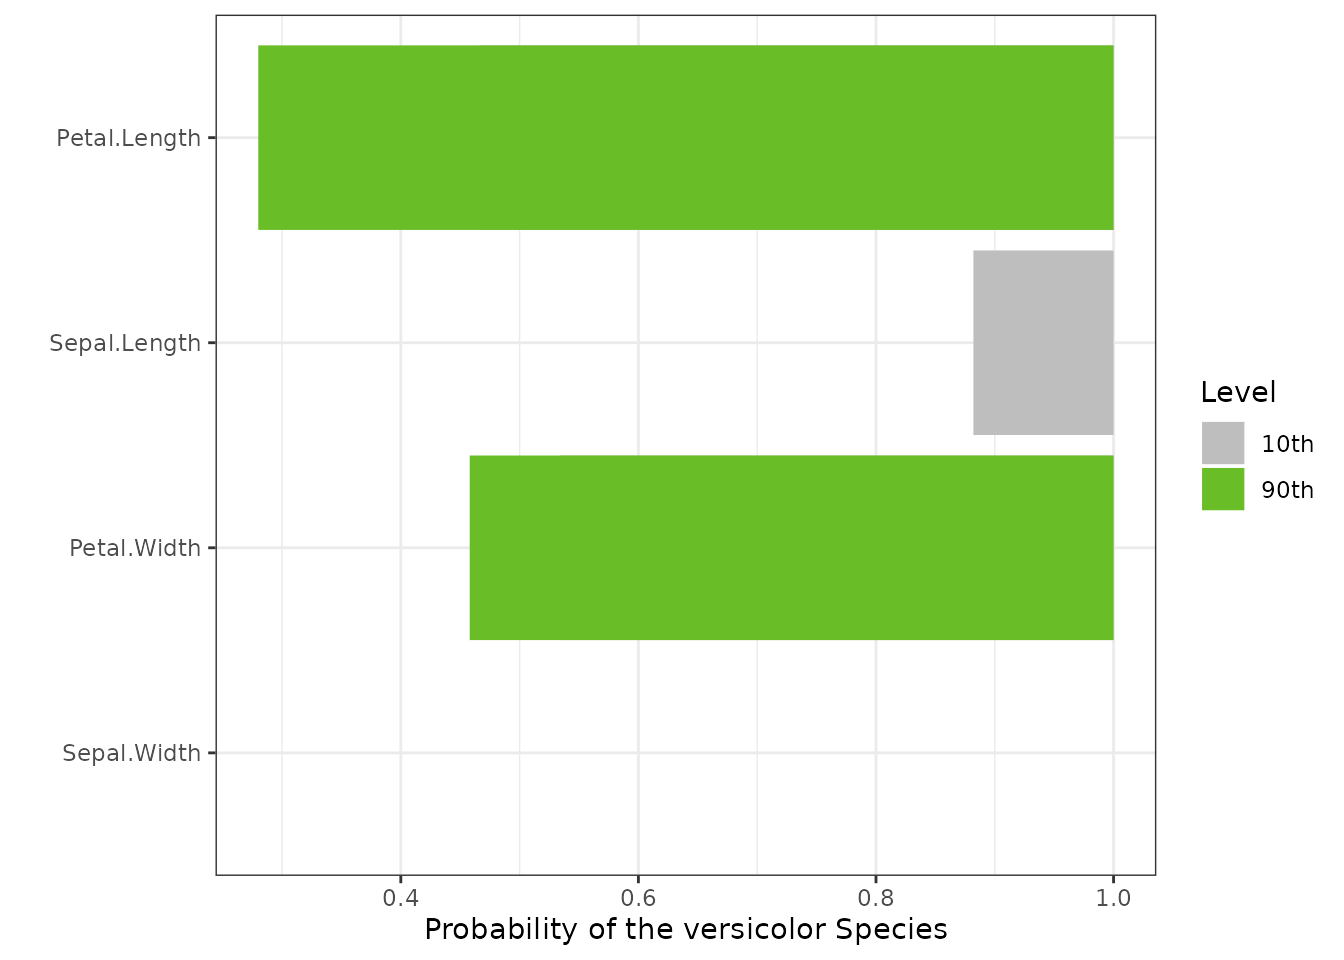 Petal.Length
Sepal.Length
Petal.Width
Sepal.Width
0.4
0.6
0.8
1.0
Probability of the versicolor Species
Level
10th
90th